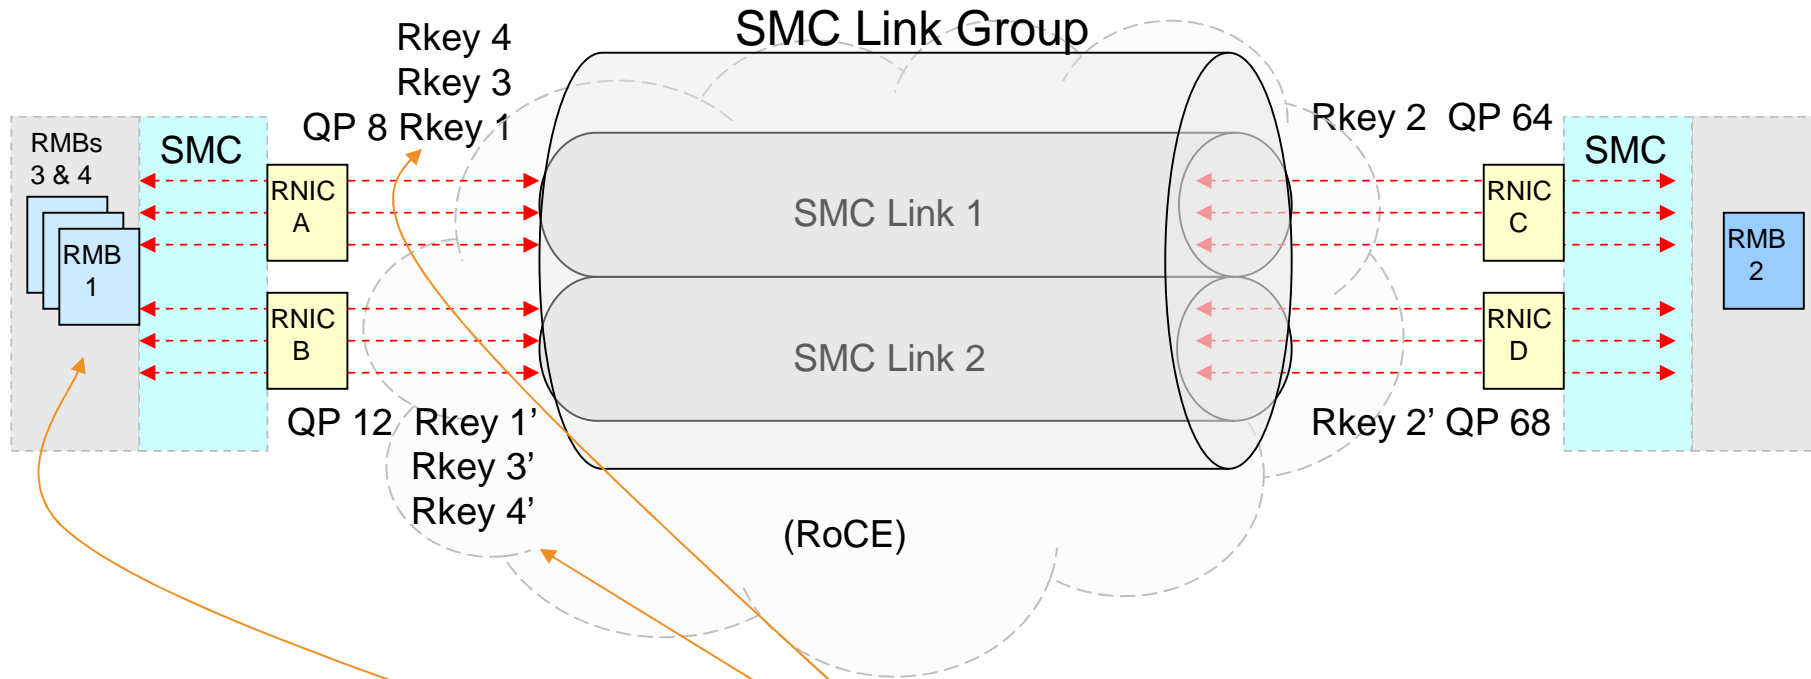 SMC Link Group
Rkey 4
Rkey 3
QP 8 Rkey 1
Rkey 2 QP 64
RMBs
3 & 4
SMC
RNIC
A
RMB
1
RNIC
B
SMC Link 1
SMC Link 2
RNIC
C
SMC
RMB
2
RNIC
D
QP 12 Rkey 1’
Rkey 3’
Rkey 4’
Rkey 2’ QP 68
(RoCE)